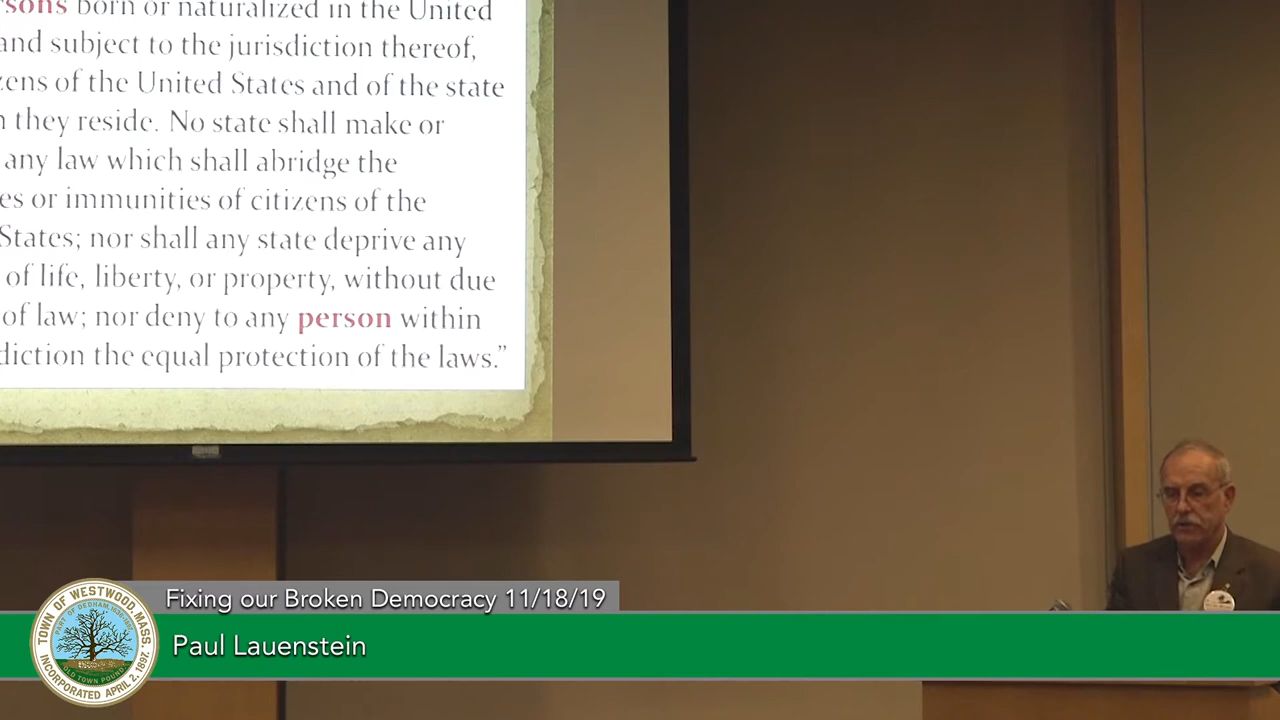 rsons born or naturalized in the United
and subject to the jurisdiction thereof,
zens of the United States and of the state
n they reside. No state shall make or
any law which shall abridge the
es or immunities of citizens of the
States; nor shall any state deprive any
of life, liberty, or property, without due
of law; nor deny to any person within
diction the equal protection of the laws.”
Fixing our Broken Democracy 11/18/19
Paul Lauenstein
TOWN OF WESTWOOD, MASS.
OLD TOWN POUND
INCORPORATED APRIL 2, 1897.